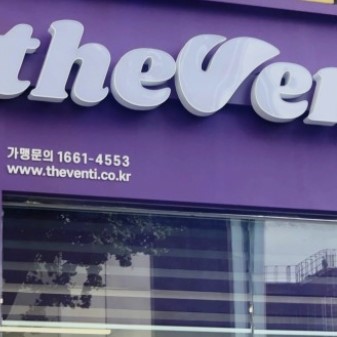 theVen
가맹문의 1661-4553
www.theventi.co.kr